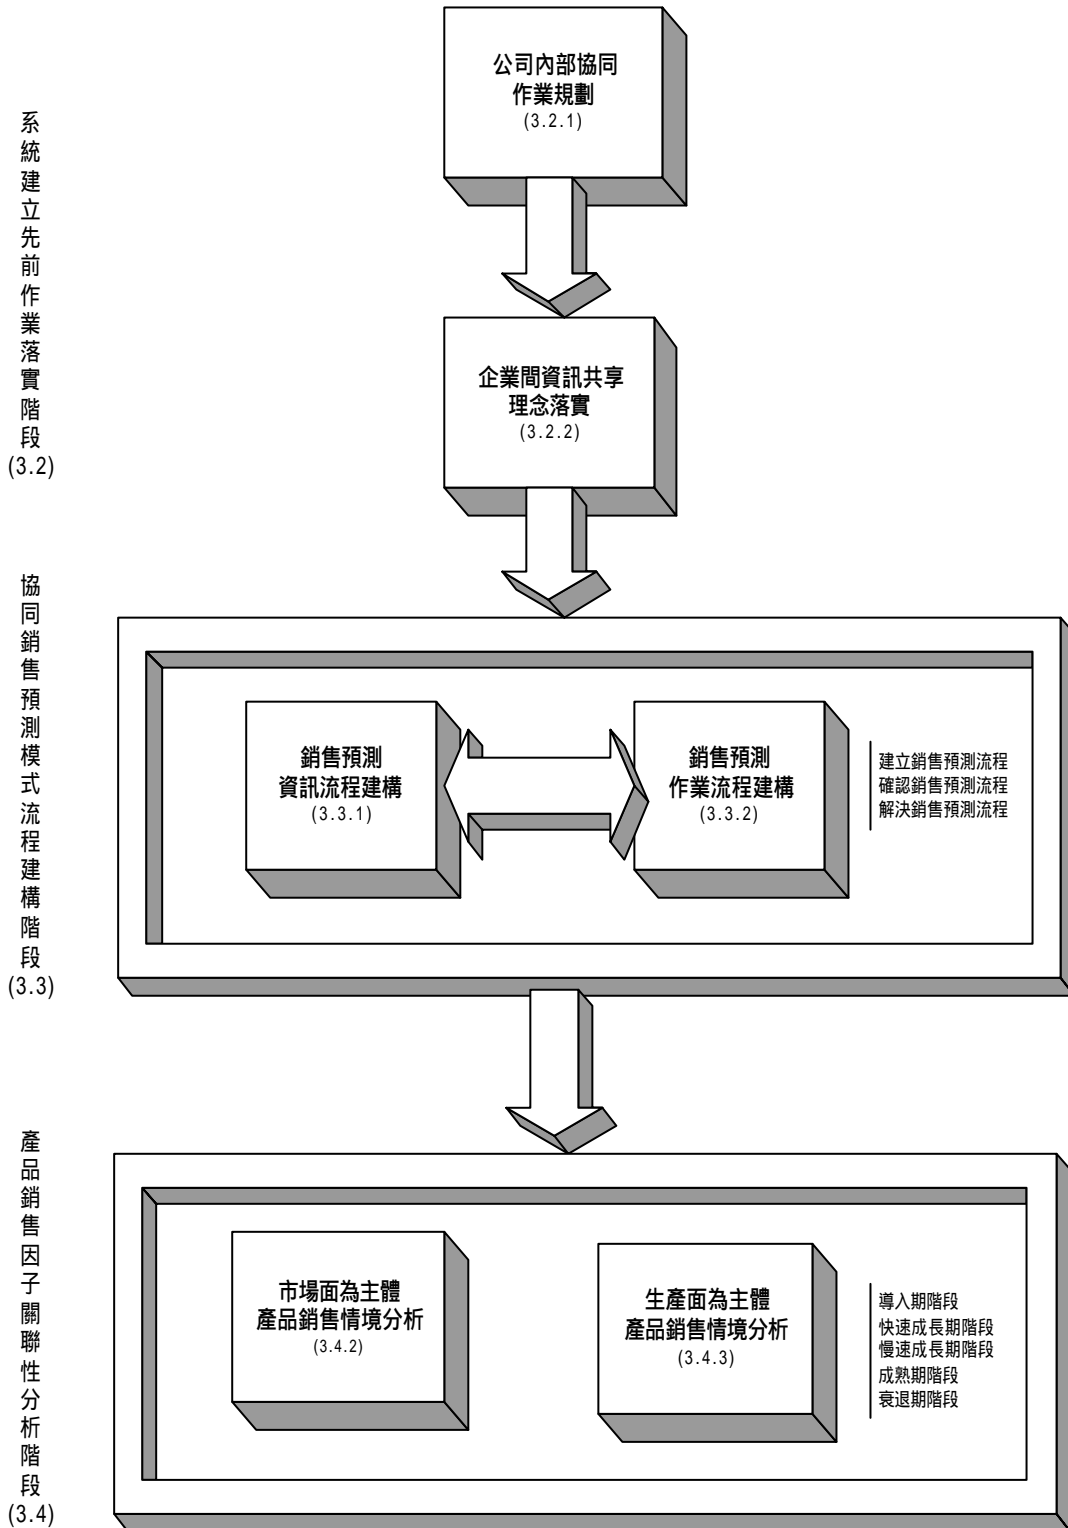 系統建立先前作業落實階段
(3.2)
公司內部協同
作業規劃
(3.2.1)
企業間資訊共享
理念落實
(3.2.2)
協同銷售預測模式流程建構階段
(3.3)
銷售預測
資訊流程建構
(3.3.1)
銷售預測
作業流程建構
(3.3.2)
建立銷售預測流程
確認銷售預測流程
解決銷售預測流程
產品銷售因子關聯性分析階段
(3.4)
市場面為主體
產品銷售情境分析
(3.4.2)
生產面為主體
產品銷售情境分析
(3.4.3)
導入期階段
快速成長期階段
慢速成長期階段
成熟期階段
衰退期階段